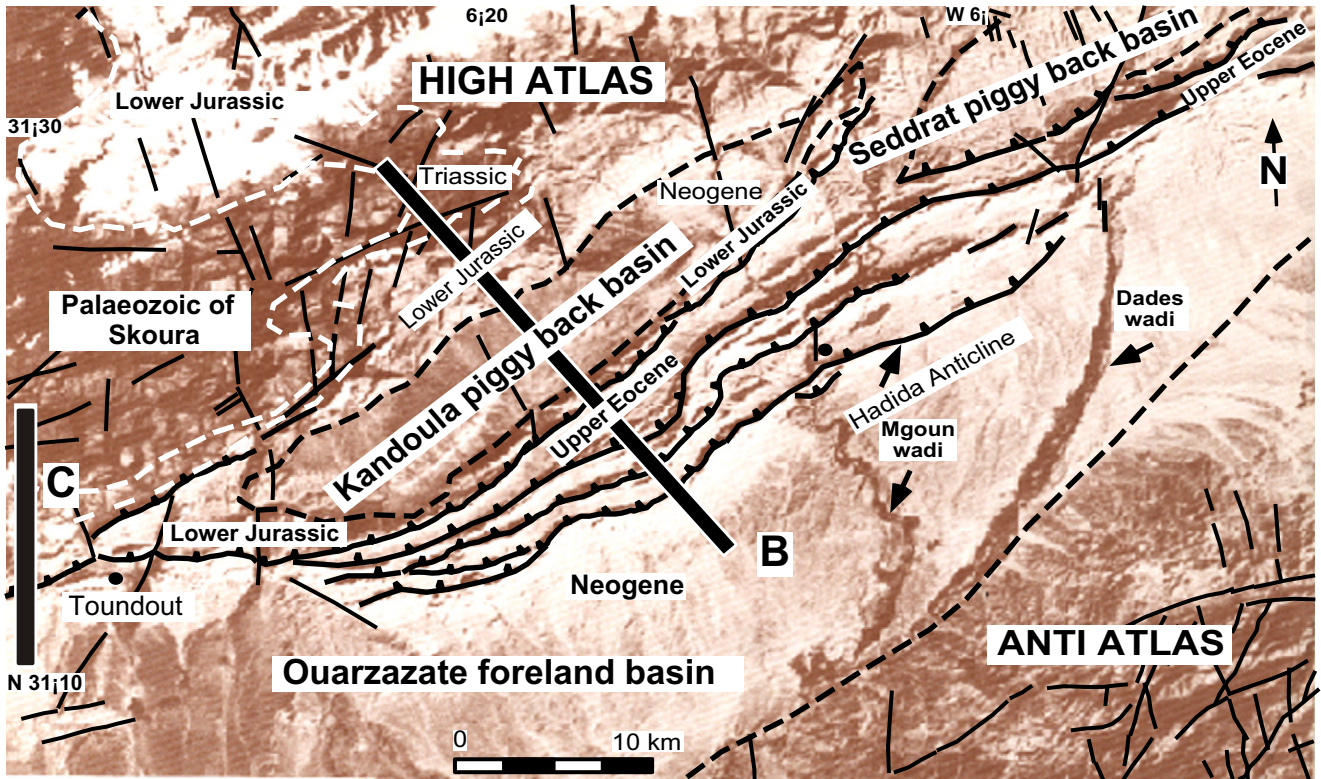 6¡20
W 6¡
HIGH ATLAS
Seddrat piggy back basin
Upper Eocene
Lower Jurassic
31¡30
N
Triassic
Neogene
Lower Jurassic
Lower Jurassic
Kandoula piggy back basin
Palaeozoic of
Skoura
Dades
wadi
Upper Eocene
Hadida Anticline
Mgoun
wadi
C
Lower Jurassic
B
Toundout
Neogene
ANTI ATLAS
Ouarzazate foreland basin
N 31¡10
0
10 km